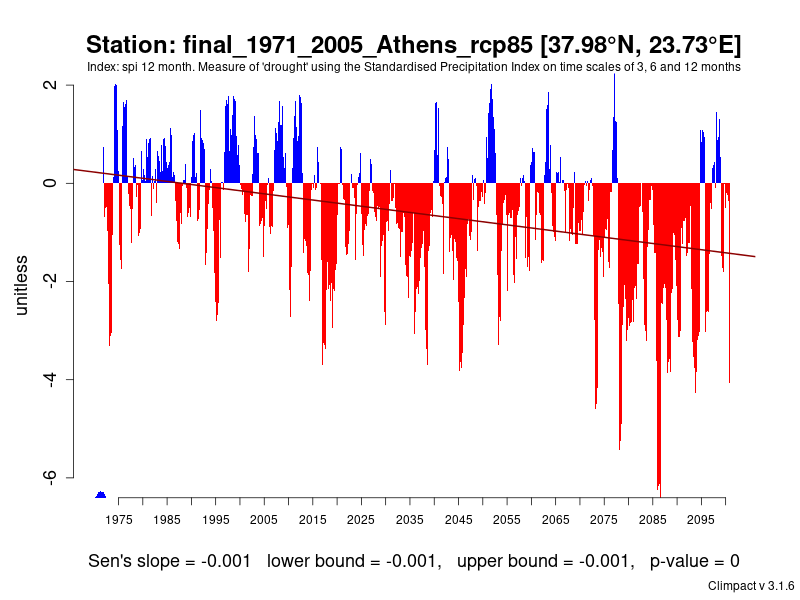 Station: final_1971_2005_Athens_rcp85 [37.98°N, 23.73°E]
Index: spi 12 month. Measure of 'drought' using the Standardised Precipitation Index on time scales of 3, 6 and 12 months
unitless
2
0
-2
-4
-6
1975 1985 1995 2005 2015 2025 2035 2045 2055 2065 2075 2085 2095
Sen's slope = -0.001 lower bound = -0.001, upper bound = -0.001, p-value = 0
Climpact v 3.1.6